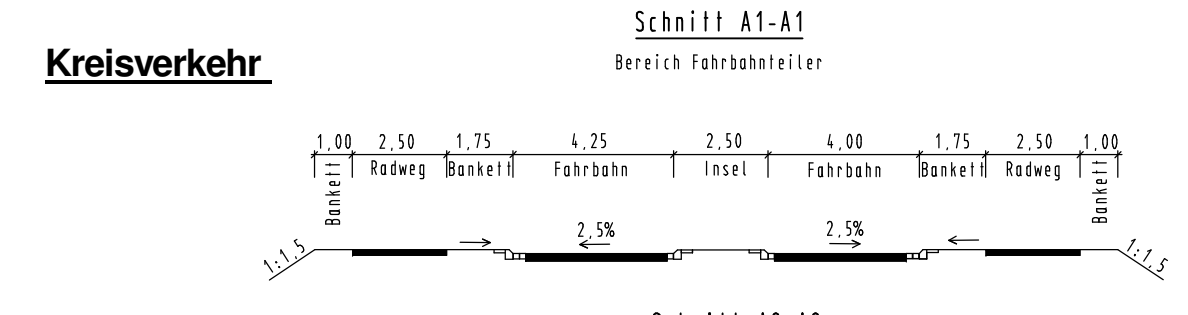 Schnitt A1-A1
Kreisverkehr
Bereich Fahrbahnteiler
1,00 2,50 1,75 4,25 2,50 4,00 1,75 2,50 1,00
Bankett Radweg Bankett Fahrbahn Insel Fahrbahn Bankett Radweg Bankett
2,5% 2,5%
1:1,5 1:1,5